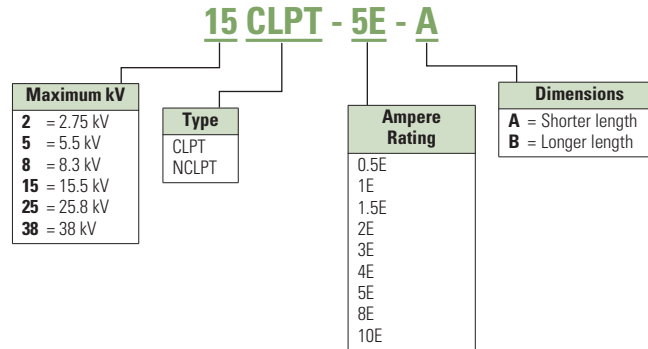 15 CLPT - 5E - A
Maximum kV
2 = 2.75 kV
5 = 5.5 kV
8 = 8.3 kV
15 = 15.5 kV
25 = 25.8 kV
38 = 38 kV
Type
CLPT
NCLPT
Ampere
Rating
0.5E
1E
1.5E
2E
3E
4E
5E
8E
10E
Dimensions
A = Shorter length
B = Longer length